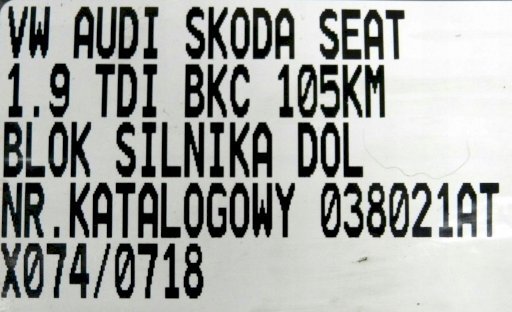 VW AUDI SKODA SEAT
1.9 TDI BKC 105KM
BLOK SILNIKA DOL
NR.KATALOGOWY 038021AT
X074/0718